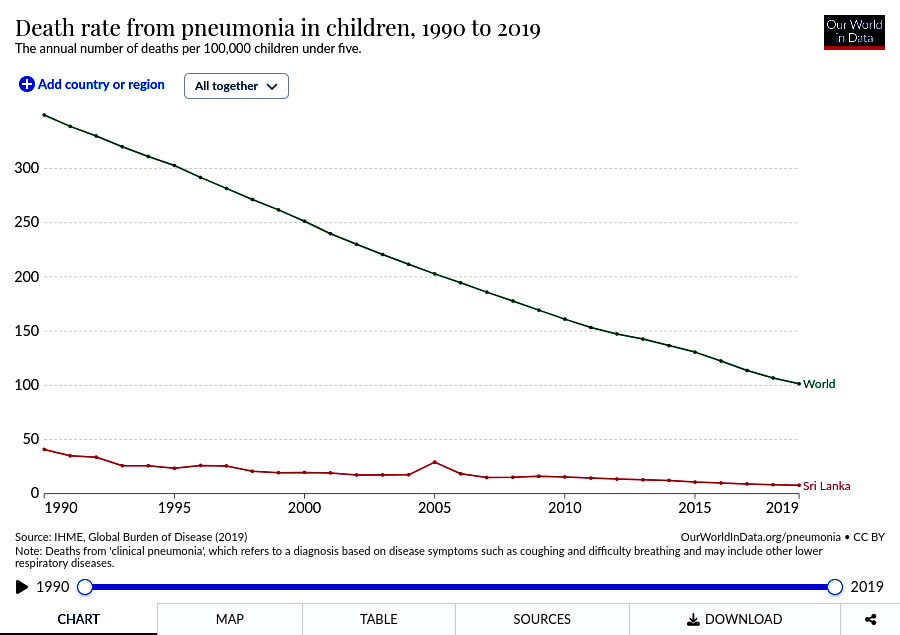 Death rate from pneumonia in children, 1990 to 2019
The annual number of deaths per 100,000 children under five.
Our World
in Data
Add country or region
All together
300
250
200
150
100
50
0
World
Sri Lanka
1990 1995 2000 2005 2010 2015 2019
Source: IHME, Global Burden of Disease (2019)
OurWorldInData.org/pneumonia • CC BY
Note: Deaths from 'clinical pneumonia', which refers to a diagnosis based on disease symptoms such as coughing and difficulty breathing and may include other lower
respiratory diseases.
1990 2019
CHART MAP TABLE SOURCES DOWNLOAD